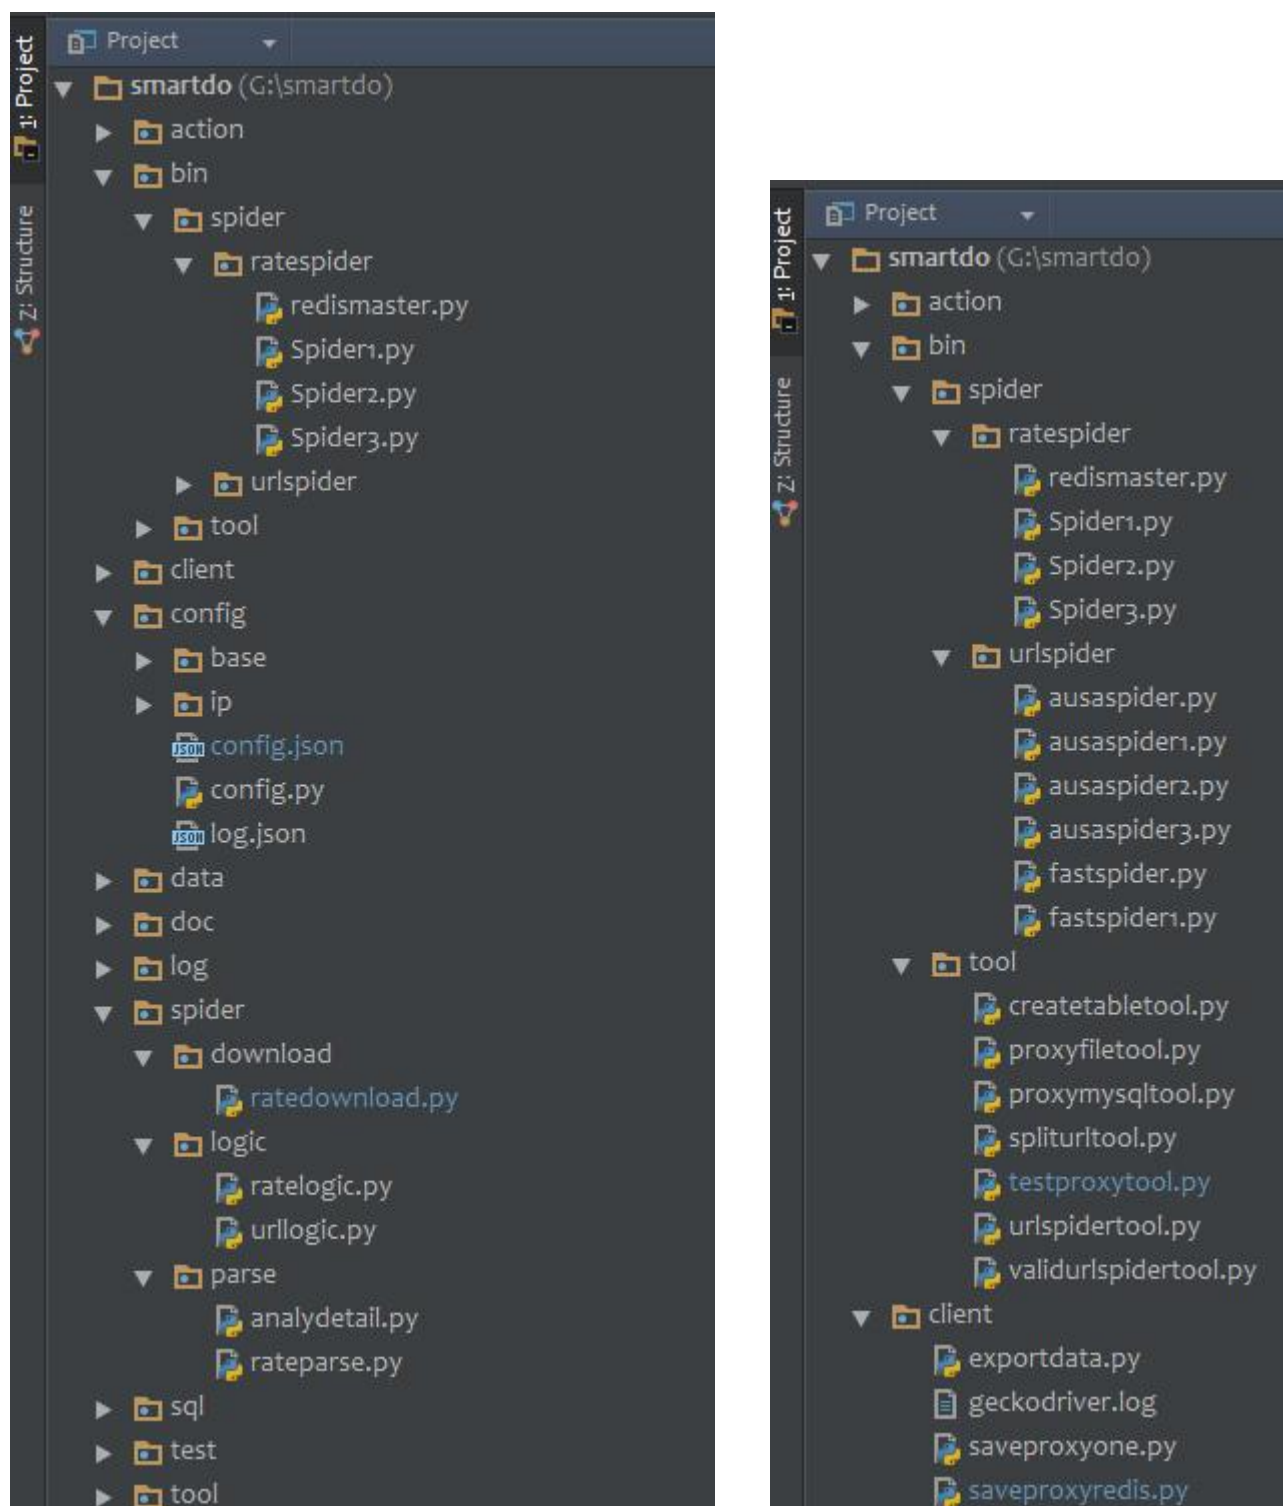 1: Project
Z: Structure
Project
smartdo (G:\smartdo)
action
bin
spider
ratespider
redismaster.py
Spider1.py
Spider2.py
Spider3.py
urlspider
tool
client
config
base
ip
JSON config.json
config.py
JSON log.json
data
doc
log
spider
download
ratedownload.py
logic
ratelogic.py
urllogic.py
parse
analydetail.py
rateparse.py
sql
test
tool
1: Project
Z: Structure
Project
smartdo (G:\smartdo)
action
bin
spider
ratespider
redismaster.py
Spider1.py
Spider2.py
Spider3.py
urlspider
ausaspider.py
ausaspider1.py
ausaspider2.py
ausaspider3.py
fastspider.py
fastspider1.py
tool
createtabletool.py
proxyfiletool.py
proxymysqltool.py
spliturltool.py
testproxytool.py
urlspidertool.py
validurlspidertool.py
client
exportdata.py
geckodriver.log
saveproxyone.py
saveproxyredis.py